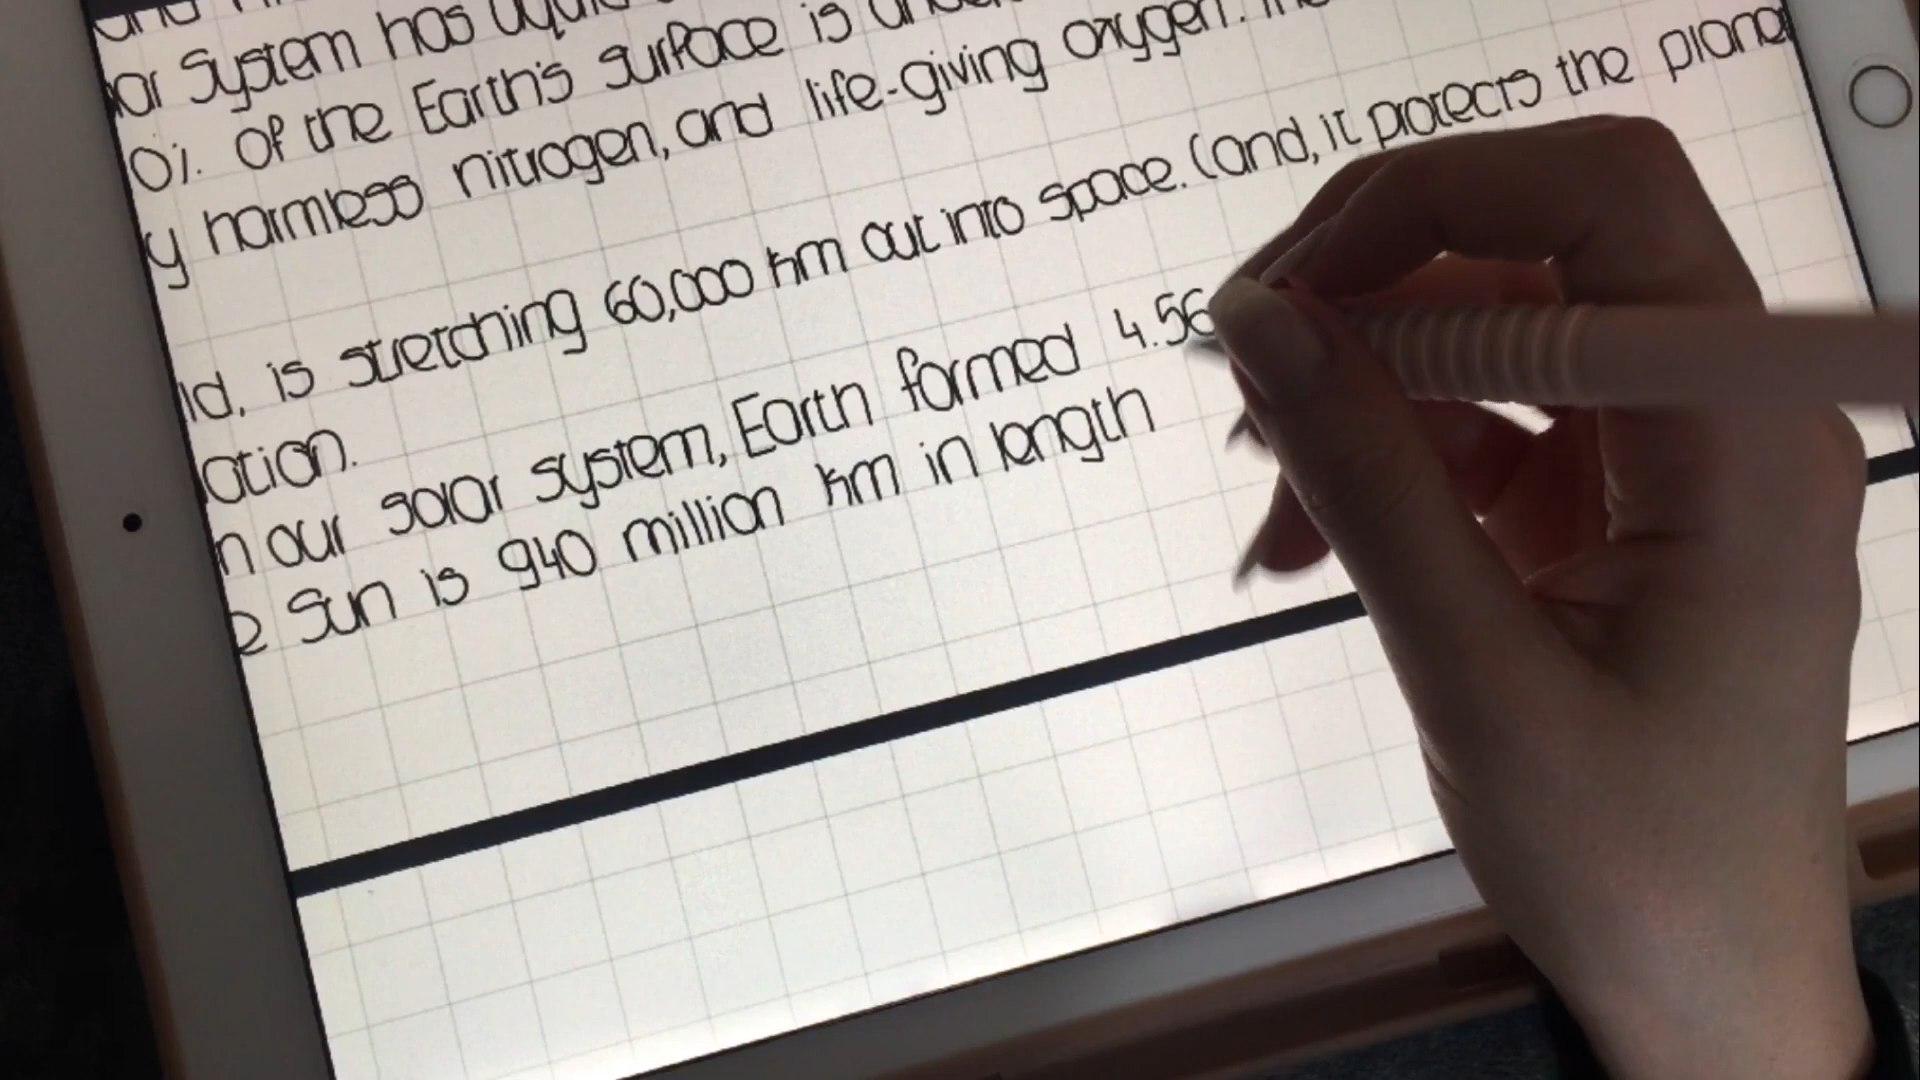 ar System has
0%. of the Earth's surface is
y harmless nitrogen, and life-giving oxygen.
ld, is stretching 60,000 km out into space. (and, it protects the plane
ation.
n our solar system, Earth formed 4.56
e Sun is 940 million km in length